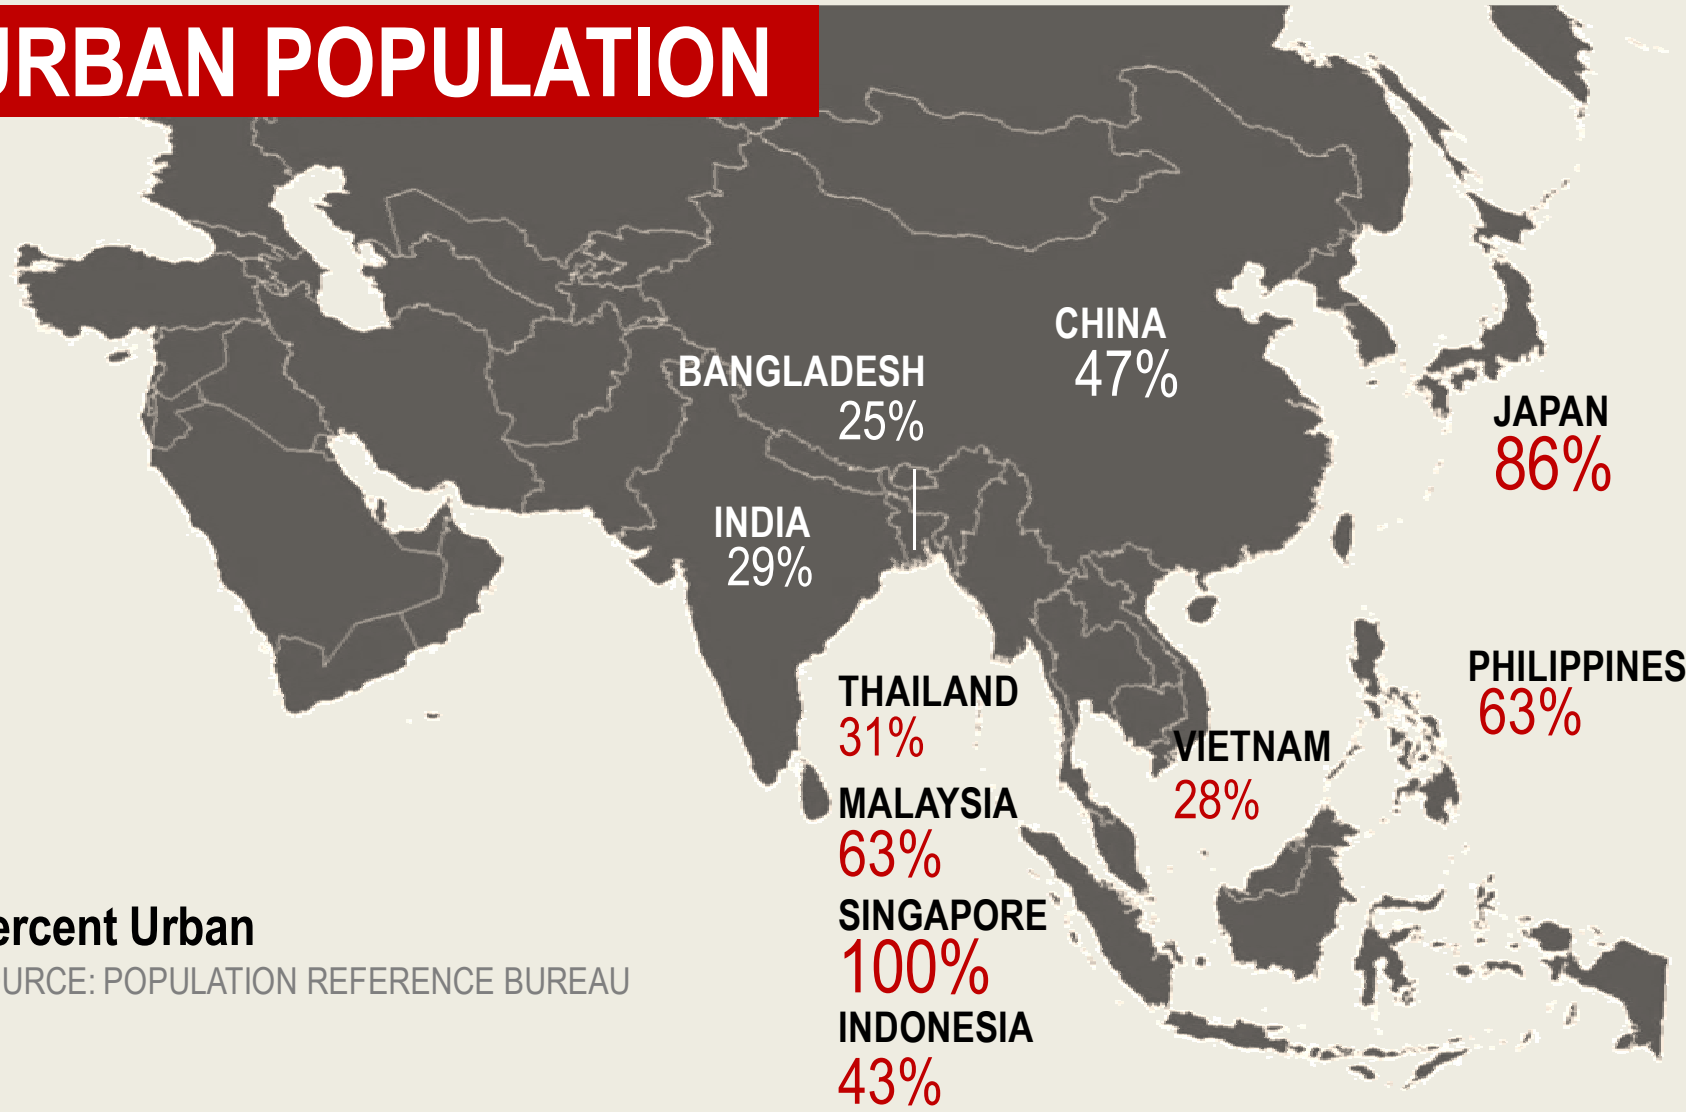 URBAN POPULATION
CHINA
47%
BANGLADESH
25%
JAPAN
86%
INDIA
29%
PHILIPPINES
63%
THAILAND
31%
VIETNAM
28%
MALAYSIA
63%
SINGAPORE
100%
INDONESIA
43%
ercent Urban
URCE: POPULATION REFERENCE BUREAU